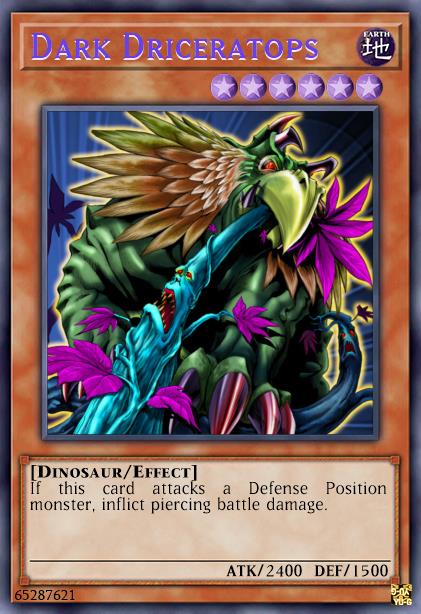 Dark Driceratops
EARTH
地
[Dinosaur/Effect]
If this card attacks a Defense Position
monster, inflict piercing battle damage.
ATK/2400 DEF/1500
65287621